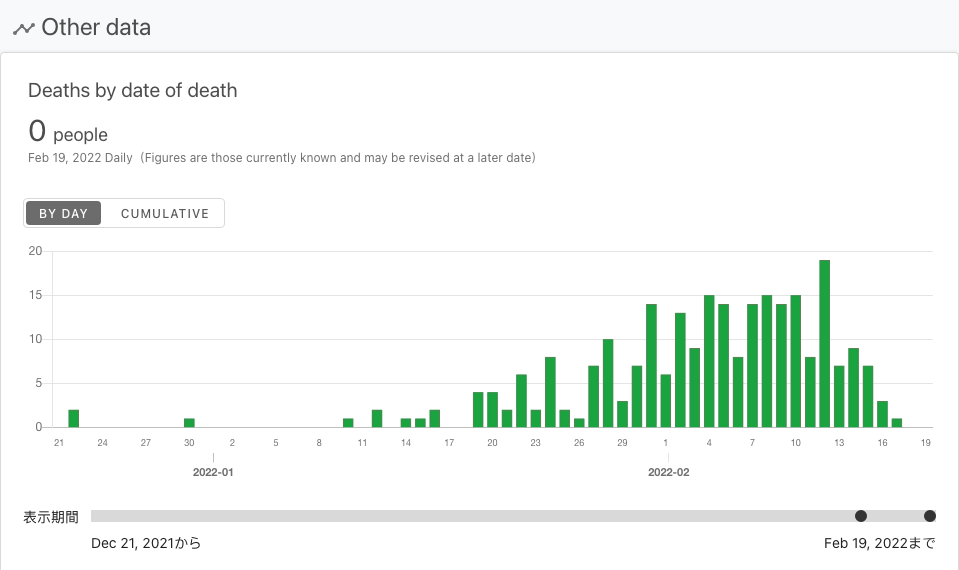 Other data
Deaths by date of death
0 people
Feb 19, 2022 Daily (Figures are those currently known and may be revised at a later date)
BY DAY CUMULATIVE
20
15
10
5
0
21 24 27 30 2 5 8 11 14 17 20 23 26 29 1 4 7 10 13 16 19
2022-01 2022-02
表示期間
Dec 21, 2021から Feb 19, 2022まで